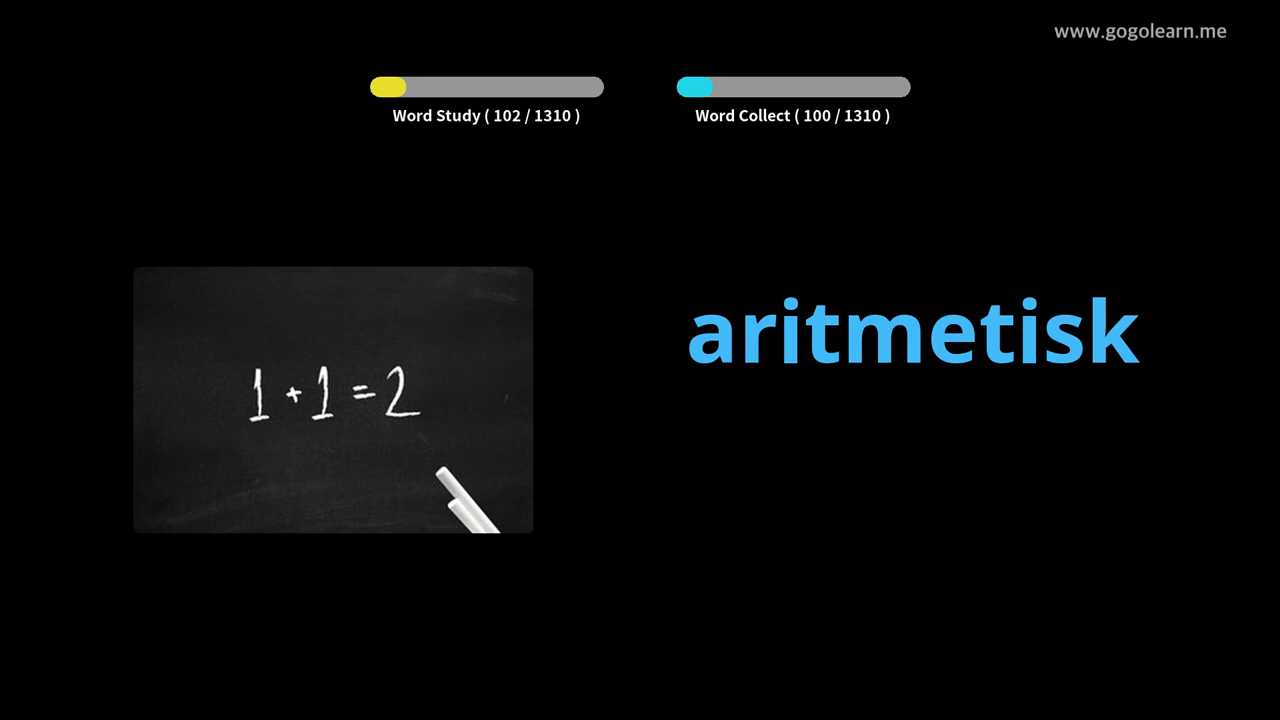 www.gogolearn.me
Word Study ( 102 / 1310 )
Word Collect ( 100 / 1310 )
aritmetisk
1 + 1 = 2